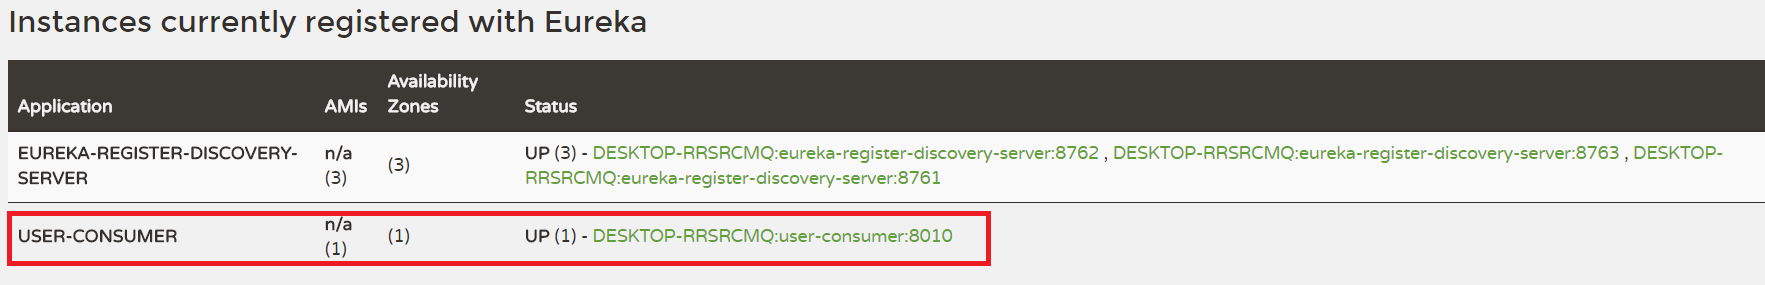 Instances currently registered with Eureka
Application AMIs Availability Zones Status
EUREKA-REGISTER-DISCOVERY-SERVER n/a (3) (3) UP (3) - DESKTOP-RRSRCMQ:eureka-register-discovery-server:8762 , DESKTOP-RRSRCMQ:eureka-register-discovery-server:8763 , DESKTOP-RRSRCMQ:eureka-register-discovery-server:8761
USER-CONSUMER n/a (1) (1) UP (1) - DESKTOP-RRSRCMQ:user-consumer:8010